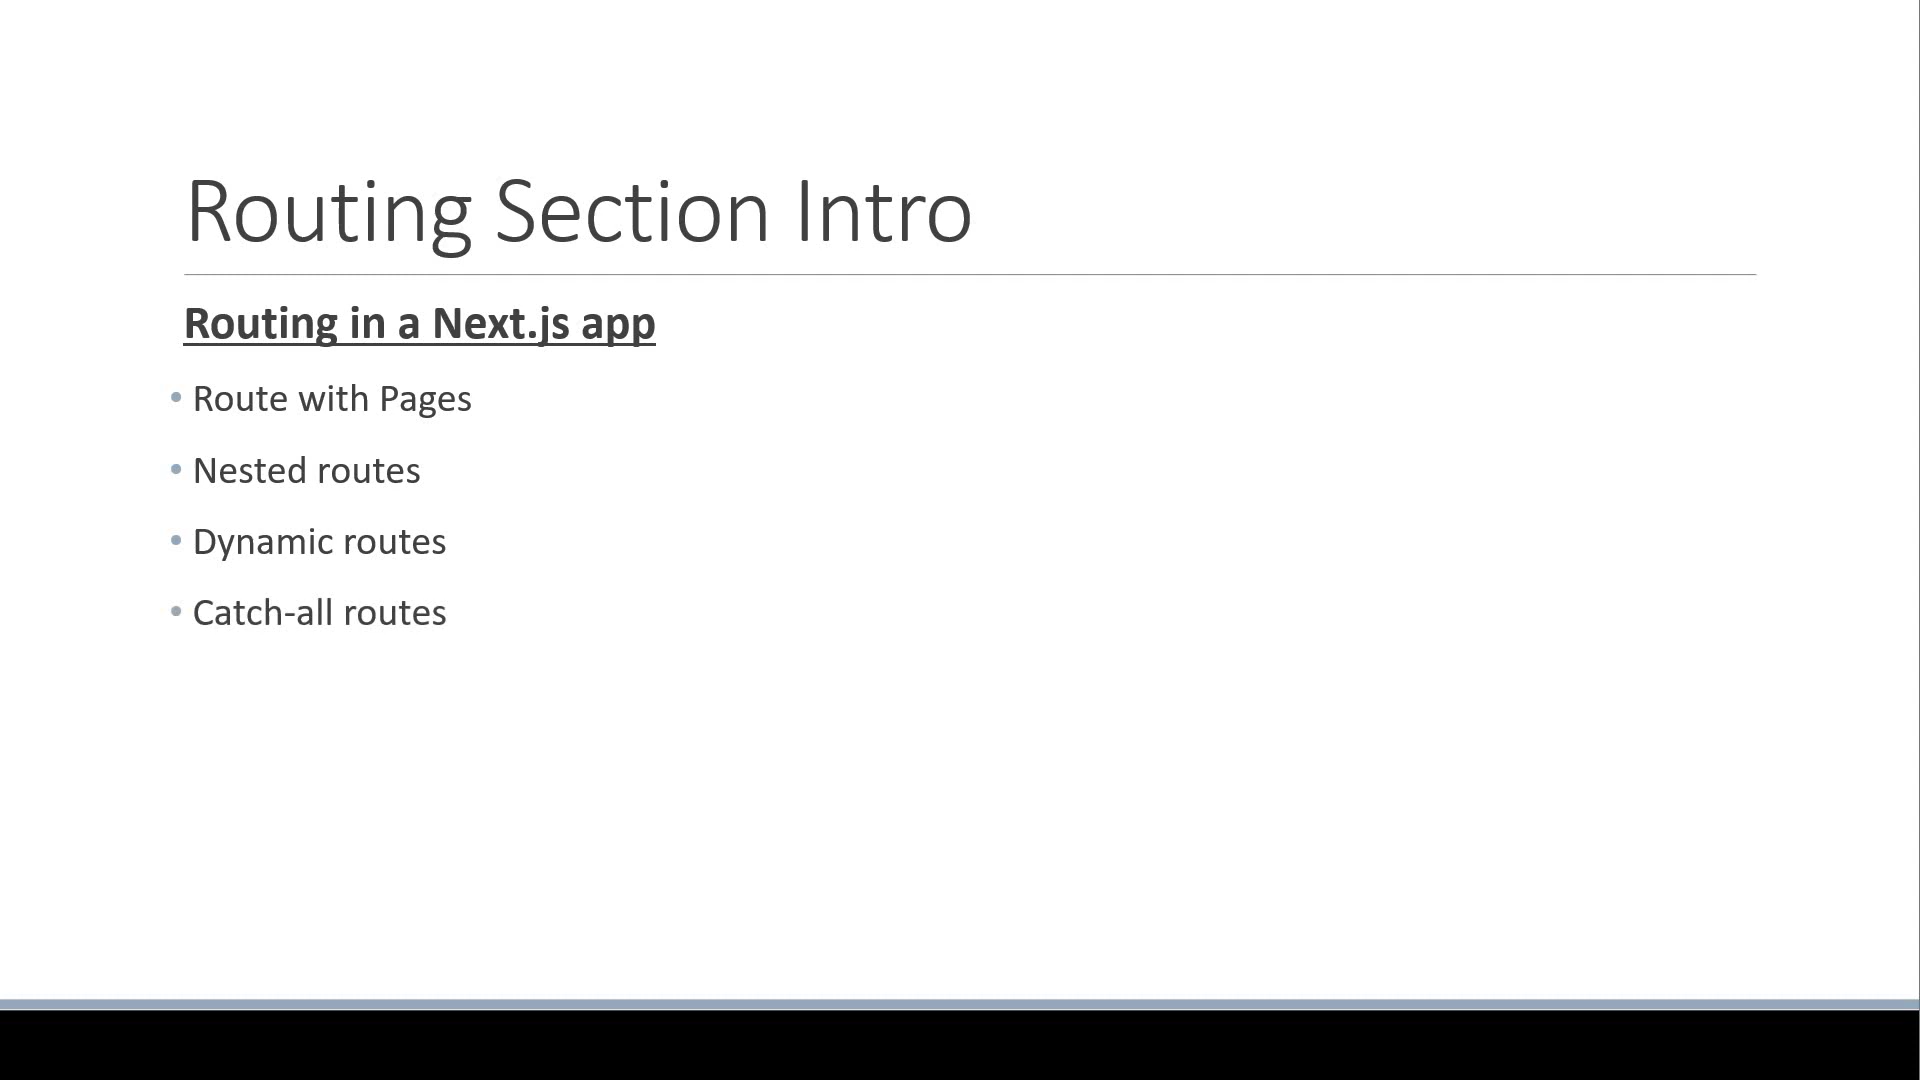 Routing Section Intro
Routing in a Next.js app
• Route with Pages
• Nested routes
• Dynamic routes
• Catch-all routes